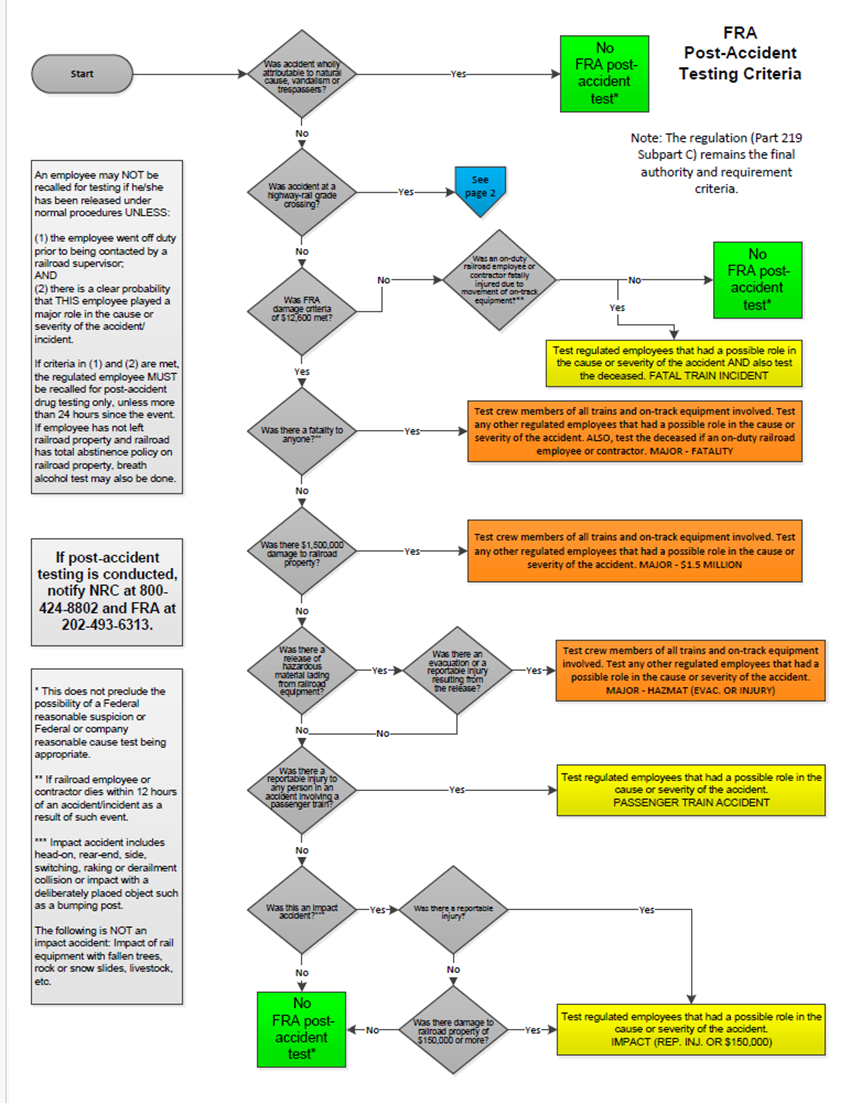 FRA
Post-Accident
Testing Criteria
Note: The regulation (Part 219
Subpart C) remains the final
authority and requirement
criteria.
Start
Was accident wholly
attributable to natural
cause, vandalism or
trespassers?
Yes
No
FRA post-
accident
test*
No
Was accident at a
highway-rail grade
crossing?
Yes
See
page 2
No
Was FRA
damage criteria
of $12,600 met?
No
Was an on-duty
railroad employee or
contractor fatally
injured due to
movement of on-track
equipment?**
No
No
FRA post-
accident
test*
Yes
Test regulated employees that had a possible role in
the cause or severity of the accident AND also test
the deceased. FATAL TRAIN INCIDENT
Yes
Was there a fatality to
anyone?**
Yes
Test crew members of all trains and on-track equipment involved. Test
any other regulated employees that had a possible role in the cause or
severity of the accident. ALSO, test the deceased if an on-duty railroad
employee or contractor. MAJOR - FATALITY
No
Was there $1,500,000
damage to railroad
property?
Yes
Test crew members of all trains and on-track equipment involved. Test
any other regulated employees that had a possible role in the cause or
severity of the accident. MAJOR - $1.5 MILLION
No
Was there a
release of
hazardous
material lading
from railroad
equipment?
Yes
Was there an
evacuation or a
reportable injury
resulting from
the release?
Yes
Test crew members of all trains and on-track equipment
involved. Test any other regulated employees that had a
possible role in the cause or severity of the accident.
MAJOR - HAZMAT (EVAC. OR INJURY)
No
No
Was there a
reportable injury to
any person in an
accident involving a
passenger train?
Yes
Test regulated employees that had a possible role in the
cause or severity of the accident.
PASSENGER TRAIN ACCIDENT
No
Was this an impact
accident?***
Yes
Was there a reportable
injury?
Yes
No
No
No
FRA post-
accident
test*
No
Was there damage to
railroad property of
$150,000 or more?
Yes
Test regulated employees that had a possible role in the
cause or severity of the accident.
IMPACT (REP. INJ. OR $150,000)
An employee may NOT be
recalled for testing if he/she
has been released under
normal procedures UNLESS:
(1) the employee went off duty
prior to being contacted by a
railroad supervisor;
AND
(2) there is a clear probability
that THIS employee played a
major role in the cause or
severity of the accident/
incident.
If criteria in (1) and (2) are met,
the regulated employee MUST
be recalled for post-accident
drug testing only, unless more
than 24 hours since the event.
If employee has not left
railroad property and railroad
has total abstinence policy on
railroad property, breath
alcohol test may also be done.
If post-accident
testing is conducted,
notify NRC at 800-
424-8802 and FRA at
202-493-6313.
* This does not preclude the
possibility of a Federal
reasonable suspicion or
Federal or company
reasonable cause test being
appropriate.
** If railroad employee or
contractor dies within 12 hours
of an accident/incident as a
result of such event.
*** Impact accident includes
head-on, rear-end, side,
switching, raking or derailment
collision or impact with a
deliberately placed object such
as a bumping post.
The following is NOT an
impact accident: Impact of rail
equipment with fallen trees,
rock or snow slides, livestock,
etc.